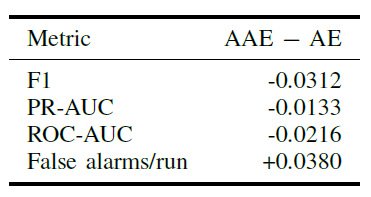 Metric AAE − AE
F1 -0.0312
PR-AUC -0.0133
ROC-AUC -0.0216
False alarms/run +0.0380